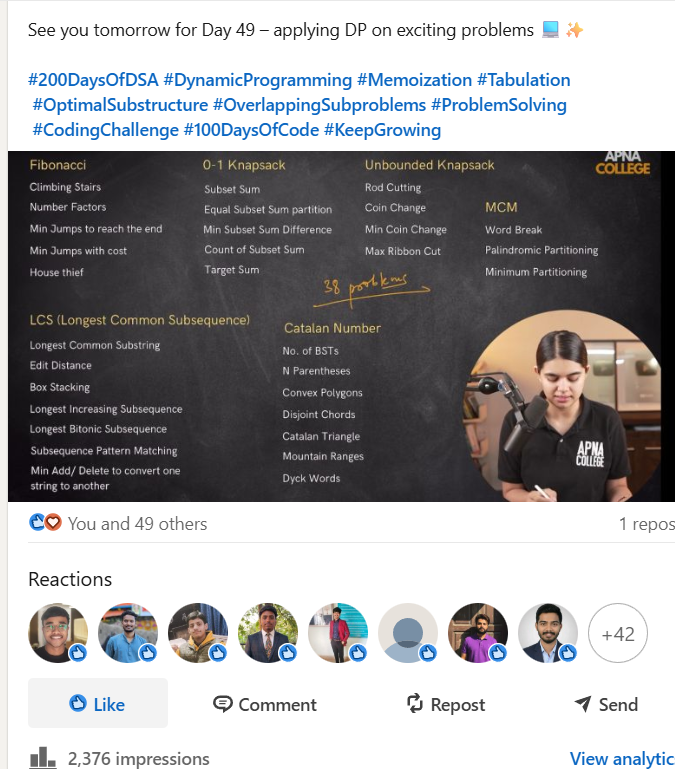 See you tomorrow for Day 49 – applying DP on exciting problems 💻 ✨
#200DaysOfDSA #DynamicProgramming #Memoization #Tabulation
#OptimalSubstructure #OverlappingSubproblems #ProblemSolving
#CodingChallenge #100DaysOfCode #KeepGrowing
APNA
COLLEGE
Fibonacci
Climbing Stairs
Number Factors
Min Jumps to reach the end
Min Jumps with cost
House thief
0-1 Knapsack
Subset Sum
Equal Subset Sum partition
Min Subset Sum Difference
Count of Subset Sum
Target Sum
Unbounded Knapsack
Rod Cutting
Coin Change
Min Coin Change
Max Ribbon Cut
MCM
Word Break
Palindromic Partitioning
Minimum Partitioning
38 problems
LCS (Longest Common Subsequence)
Longest Common Substring
Edit Distance
Box Stacking
Longest Increasing Subsequence
Longest Bitonic Subsequence
Subsequence Pattern Matching
Min Add/ Delete to convert one
string to another
Catalan Number
No. of BSTs
N Parentheses
Convex Polygons
Disjoint Chords
Catalan Triangle
Mountain Ranges
Dyck Words
APNA
COLLEGE
You and 49 others
1 repos
Reactions
+42
Like
Comment
Repost
Send
2,376 impressions
View analytic